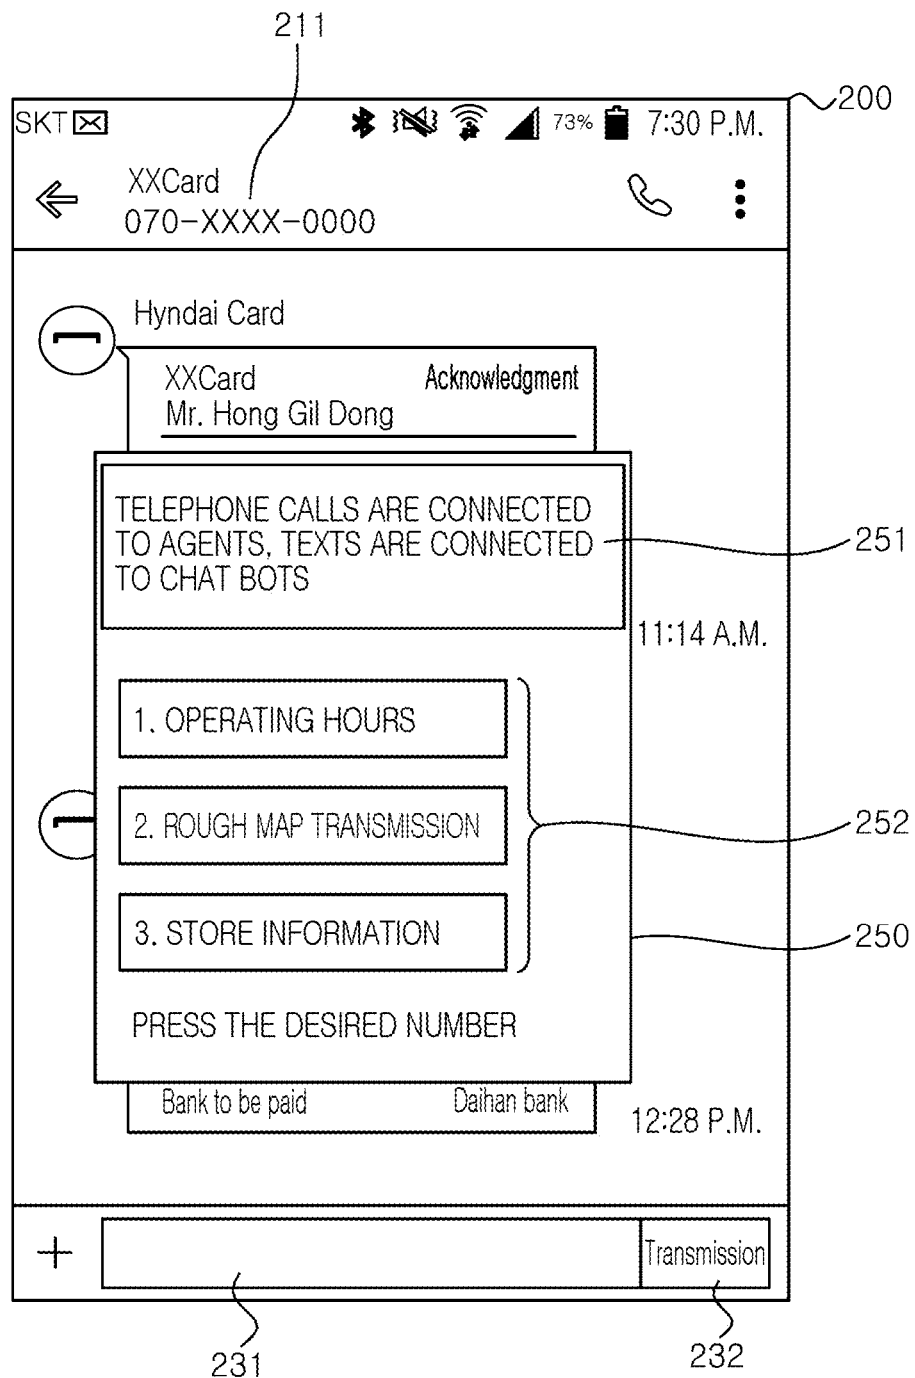 211
200
SKT 73% 7:30 P.M.
XXCard
070-XXXX-0000
Hyndai Card
XXCard Acknowledgment
Mr. Hong Gil Dong
TELEPHONE CALLS ARE CONNECTED
TO AGENTS, TEXTS ARE CONNECTED
TO CHAT BOTS
251
11:14 A.M.
1. OPERATING HOURS
2. ROUGH MAP TRANSMISSION
252
3. STORE INFORMATION
250
PRESS THE DESIRED NUMBER
Bank to be paid Daihan bank
12:28 P.M.
Transmission
231
232